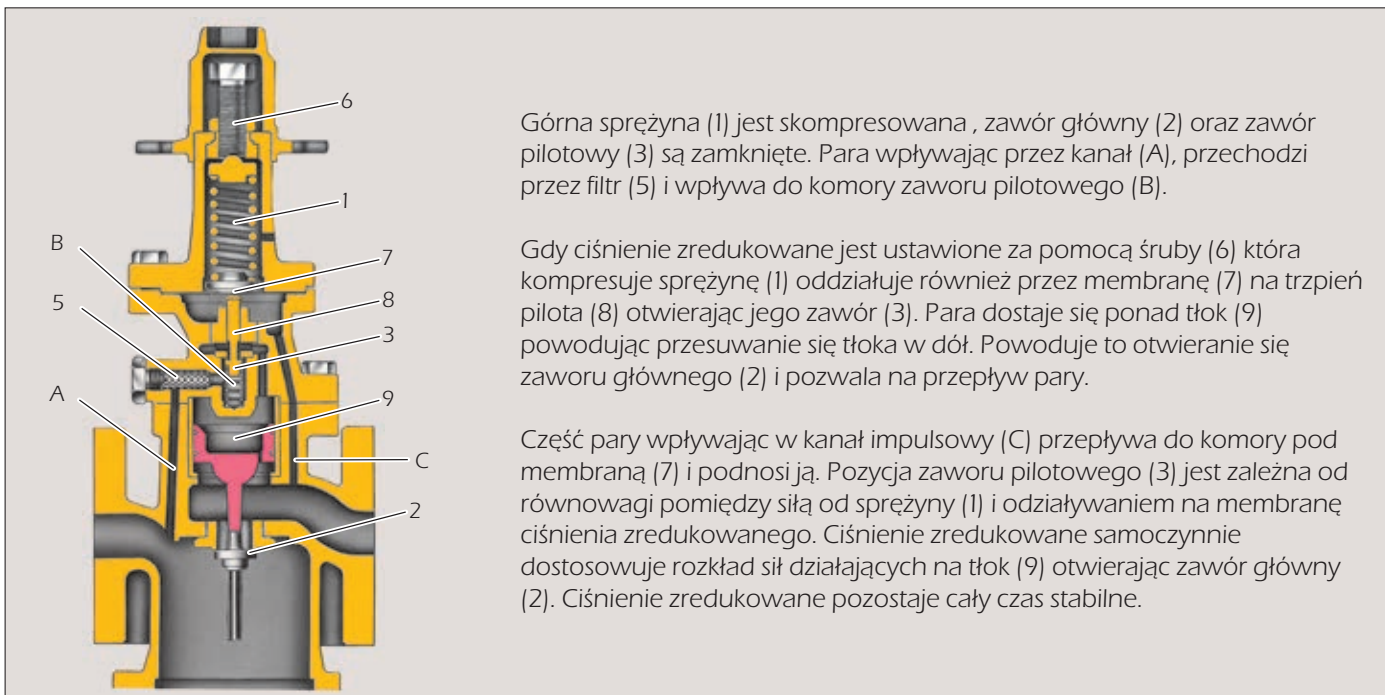 6
1
B
7
8
5
3
A
9
C
2
Górna sprężyna (1) jest skompresowana , zawór główny (2) oraz zawór
pilotowy (3) są zamknięte. Para wpływając przez kanał (A), przechodzi
przez filtr (5) i wpływa do komory zaworu pilotowego (B).
Gdy ciśnienie zredukowane jest ustawione za pomocą śruby (6) która
kompresuje sprężynę (1) oddziałuje również przez membranę (7) na trzpień
pilota (8) otwierając jego zawór (3). Para dostaje się ponad tłok (9)
powodując przesuwanie się tłoka w dół. Powoduje to otwieranie się
zaworu głównego (2) i pozwala na przepływ pary.
Część pary wpływając w kanał impulsowy (C) przepływa do komory pod
membraną (7) i podnosi ją. Pozycja zaworu pilotowego (3) jest zależna od
równowagi pomiędzy siłą od sprężyny (1) i odziaływaniem na membranę
ciśnienia zredukowanego. Ciśnienie zredukowane samoczynnie
dostosowuje rozkład sił działających na tłok (9) otwierając zawór główny
(2). Ciśnienie zredukowane pozostaje cały czas stabilne.